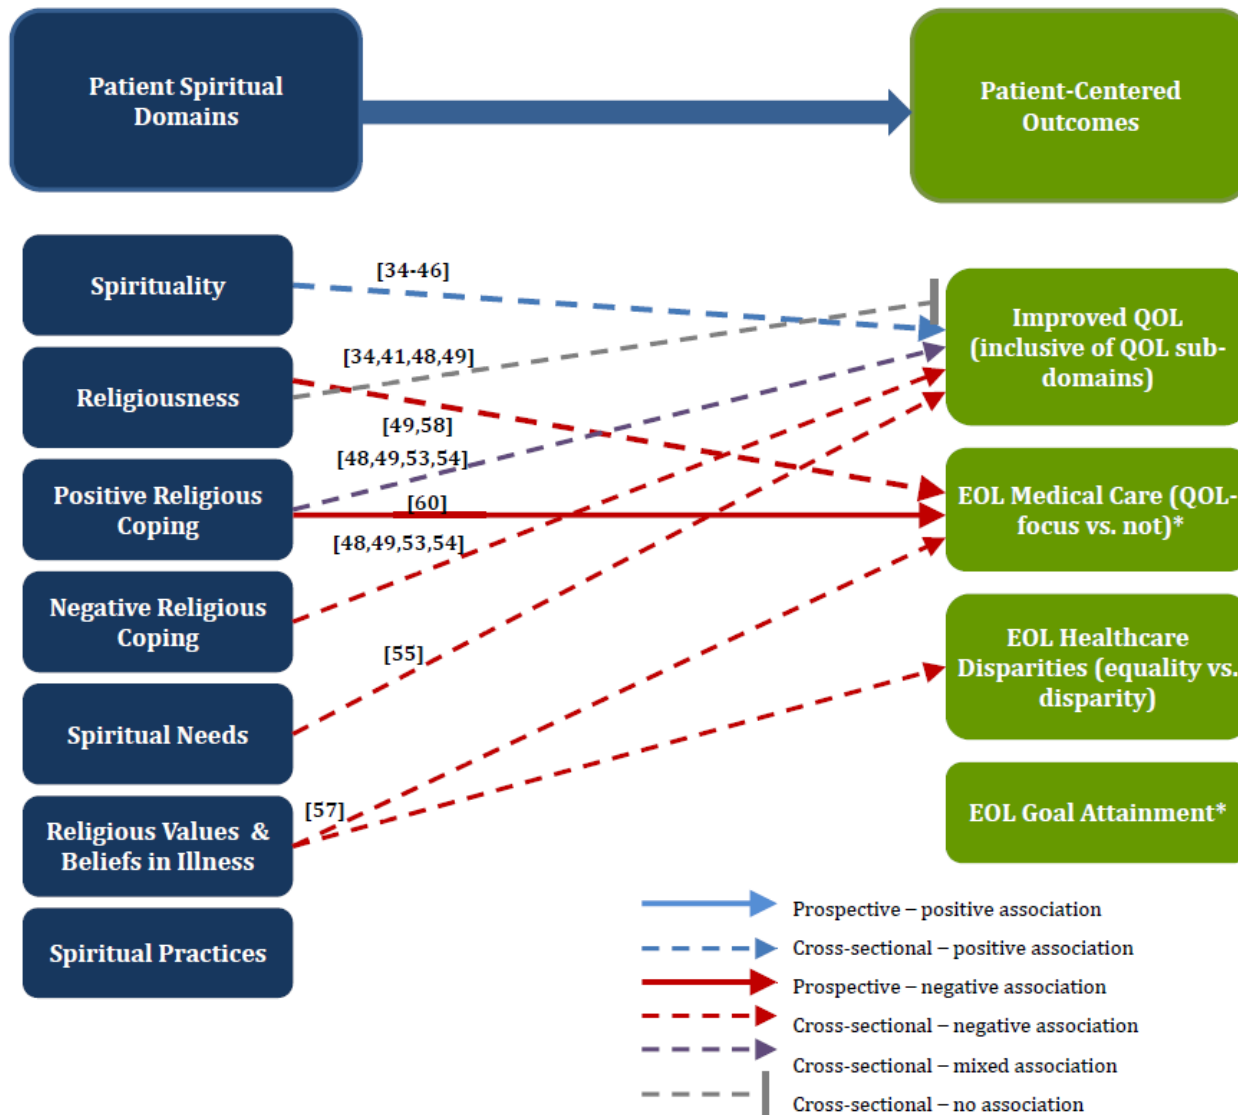 Patient Spiritual
Domains
Patient-Centered
Outcomes
Spirituality
[34-46]
Improved QOL
(inclusive of QOL sub-
domains)
Religiousness
[34,41,48,49]
[49,58]
Positive Religious
Coping
[48,49,53,54]
[60]
EOL Medical Care (QOL-
focus vs. not)*
Negative Religious
Coping
[48,49,53,54]
EOL Healthcare
Disparities (equality vs.
disparity)
Spiritual Needs
[55]
EOL Goal Attainment*
Religious Values & 
Beliefs in Illness
[57]
Spiritual Practices
Prospective – positive association
Cross-sectional – positive association
Prospective – negative association
Cross-sectional – negative association
Cross-sectional – mixed association
Cross-sectional – no association